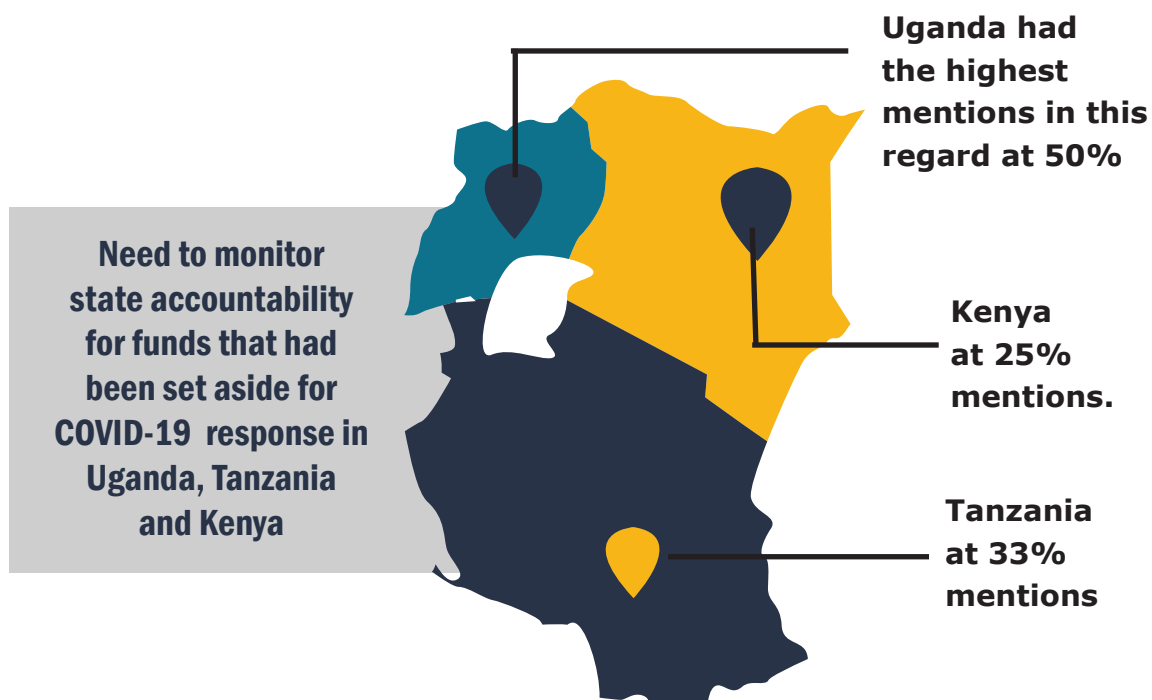 Need to monitor
state accountability
for funds that had
been set aside for
COVID-19 response in
Uganda, Tanzania
and Kenya
Uganda had
the highest
mentions in this
regard at 50%
Kenya
at 25%
mentions.
Tanzania
at 33%
mentions